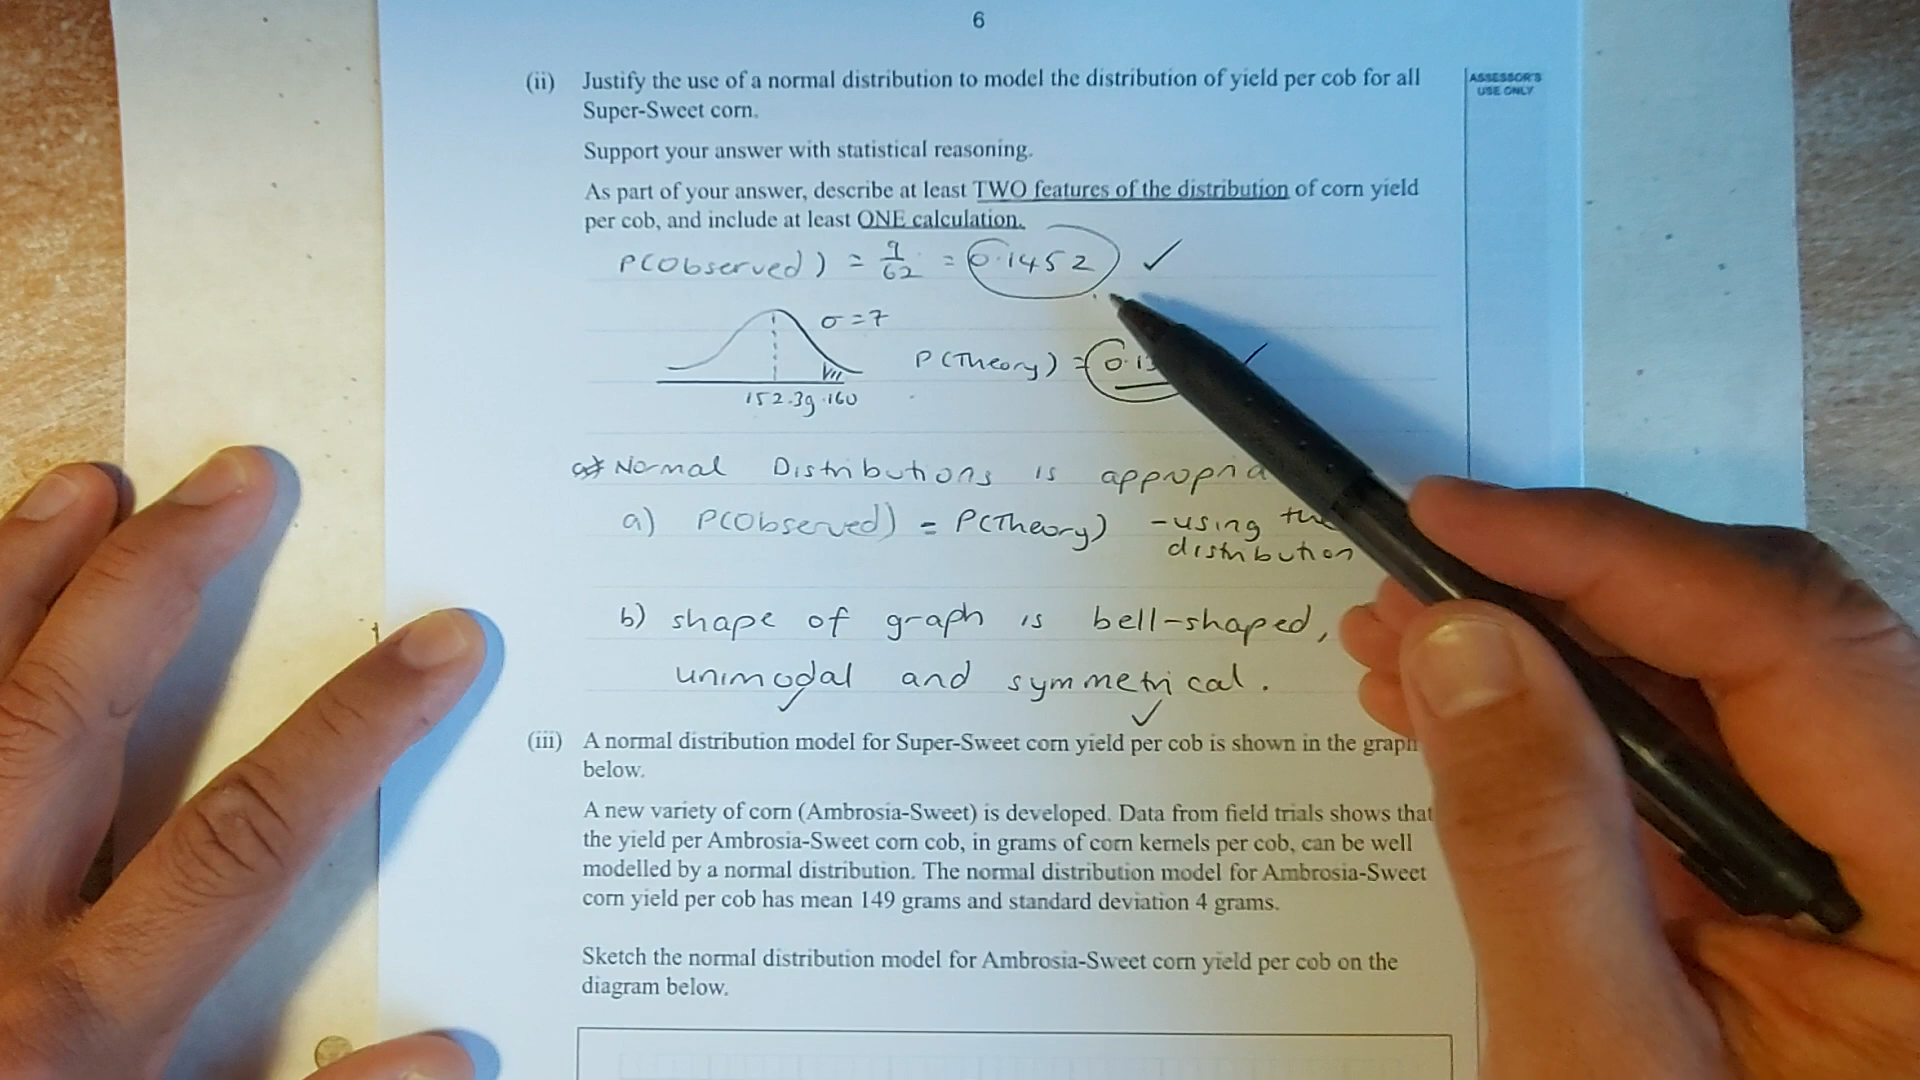 6
(ii) Justify the use of a normal distribution to model the distribution of yield per cob for all
Super-Sweet corn.
ASSESSOR'S
USE ONLY
Support your answer with statistical reasoning.
As part of your answer, describe at least TWO features of the distribution of corn yield
per cob, and include at least ONE calculation.
P(Observed) = 9/62 = 0.1452 ✓
σ=7
P(Theory) =
152.3g 160
Normal Distributions is
a) P(Observed) = P(Theory) - using the
distribution
b) shape of graph is bell-shaped,
unimodal and symmetrical.
(iii) A normal distribution model for Super-Sweet corn yield per cob is shown in the graph
below.
A new variety of corn (Ambrosia-Sweet) is developed. Data from field trials shows that
the yield per Ambrosia-Sweet corn cob, in grams of corn kernels per cob, can be well
modelled by a normal distribution. The normal distribution model for Ambrosia-Sweet
corn yield per cob has mean 149 grams and standard deviation 4 grams.
Sketch the normal distribution model for Ambrosia-Sweet corn yield per cob on the
diagram below.